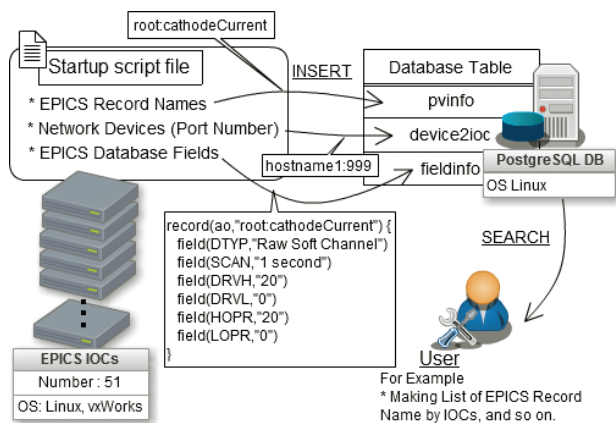 root:cathodeCurrent
Startup script file
* EPICS Record Names
* Network Devices (Port Number)
* EPICS Database Fields
INSERT
hostname1:999
Database Table
pvinfo
device2ioc
fieldinfo
PostgreSQL DB
OS Linux
record(ao,"root:cathodeCurrent") {
field(DTYP,"Raw Soft Channel")
field(SCAN,"1 second")
field(DRVH,"20")
field(DRVL,"0")
field(HOPR,"20")
field(LOPR,"0")
}
EPICS IOCs
Number : 51
OS: Linux, vxWorks
SEARCH
User
For Example
* Making List of EPICS Record
Name by IOCs, and so on.